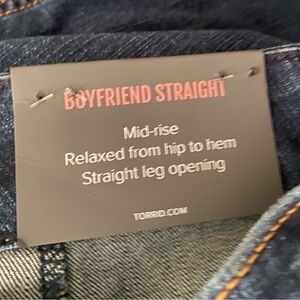 BOYFRIEND STRAIGHT
Mid-rise
Relaxed from hip to hem
Straight leg opening
TORRID.COM